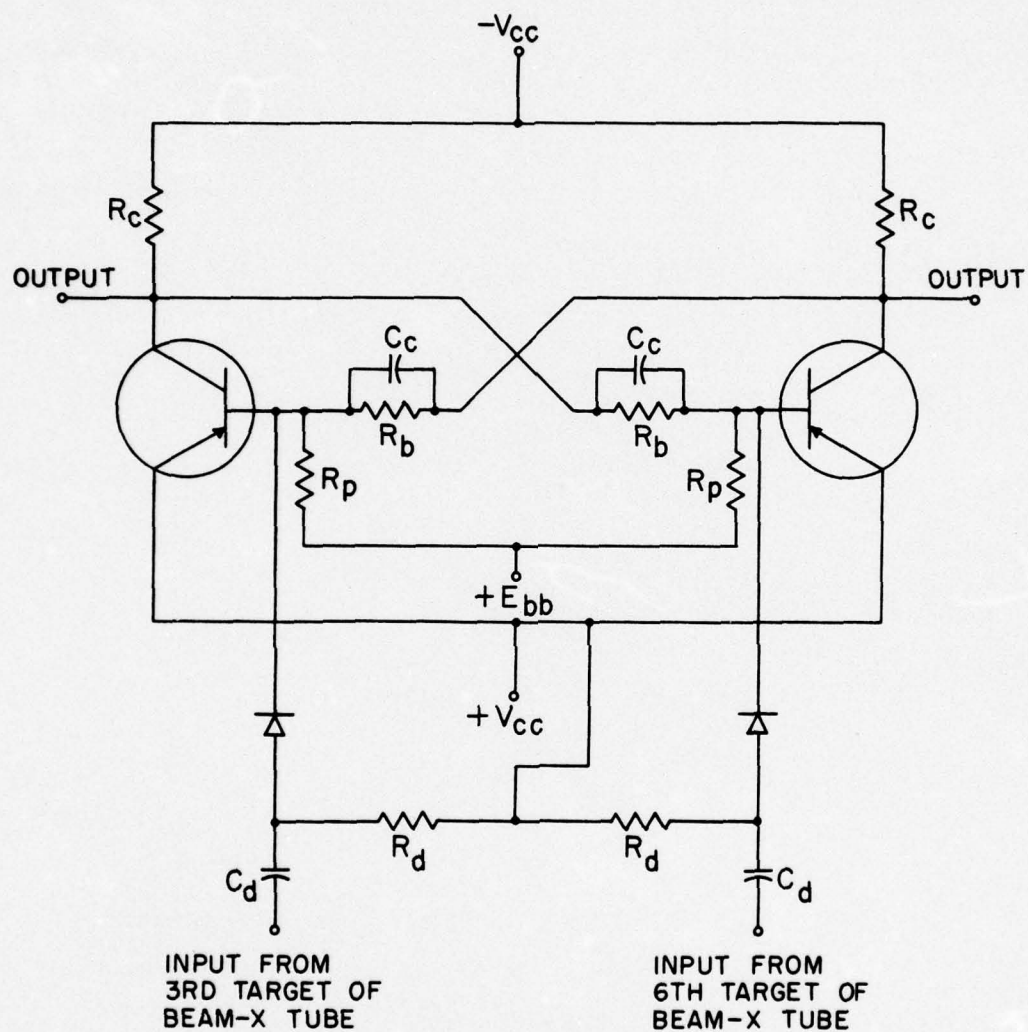 -Vcc
Rc
Rc
OUTPUT
OUTPUT
Cc
Cc
Rb
Rb
Rp
Rp
+Ebb
+Vcc
Rd
Rd
Cd
Cd
INPUT FROM
3RD TARGET OF
BEAM-X TUBE
INPUT FROM
6TH TARGET OF
BEAM-X TUBE